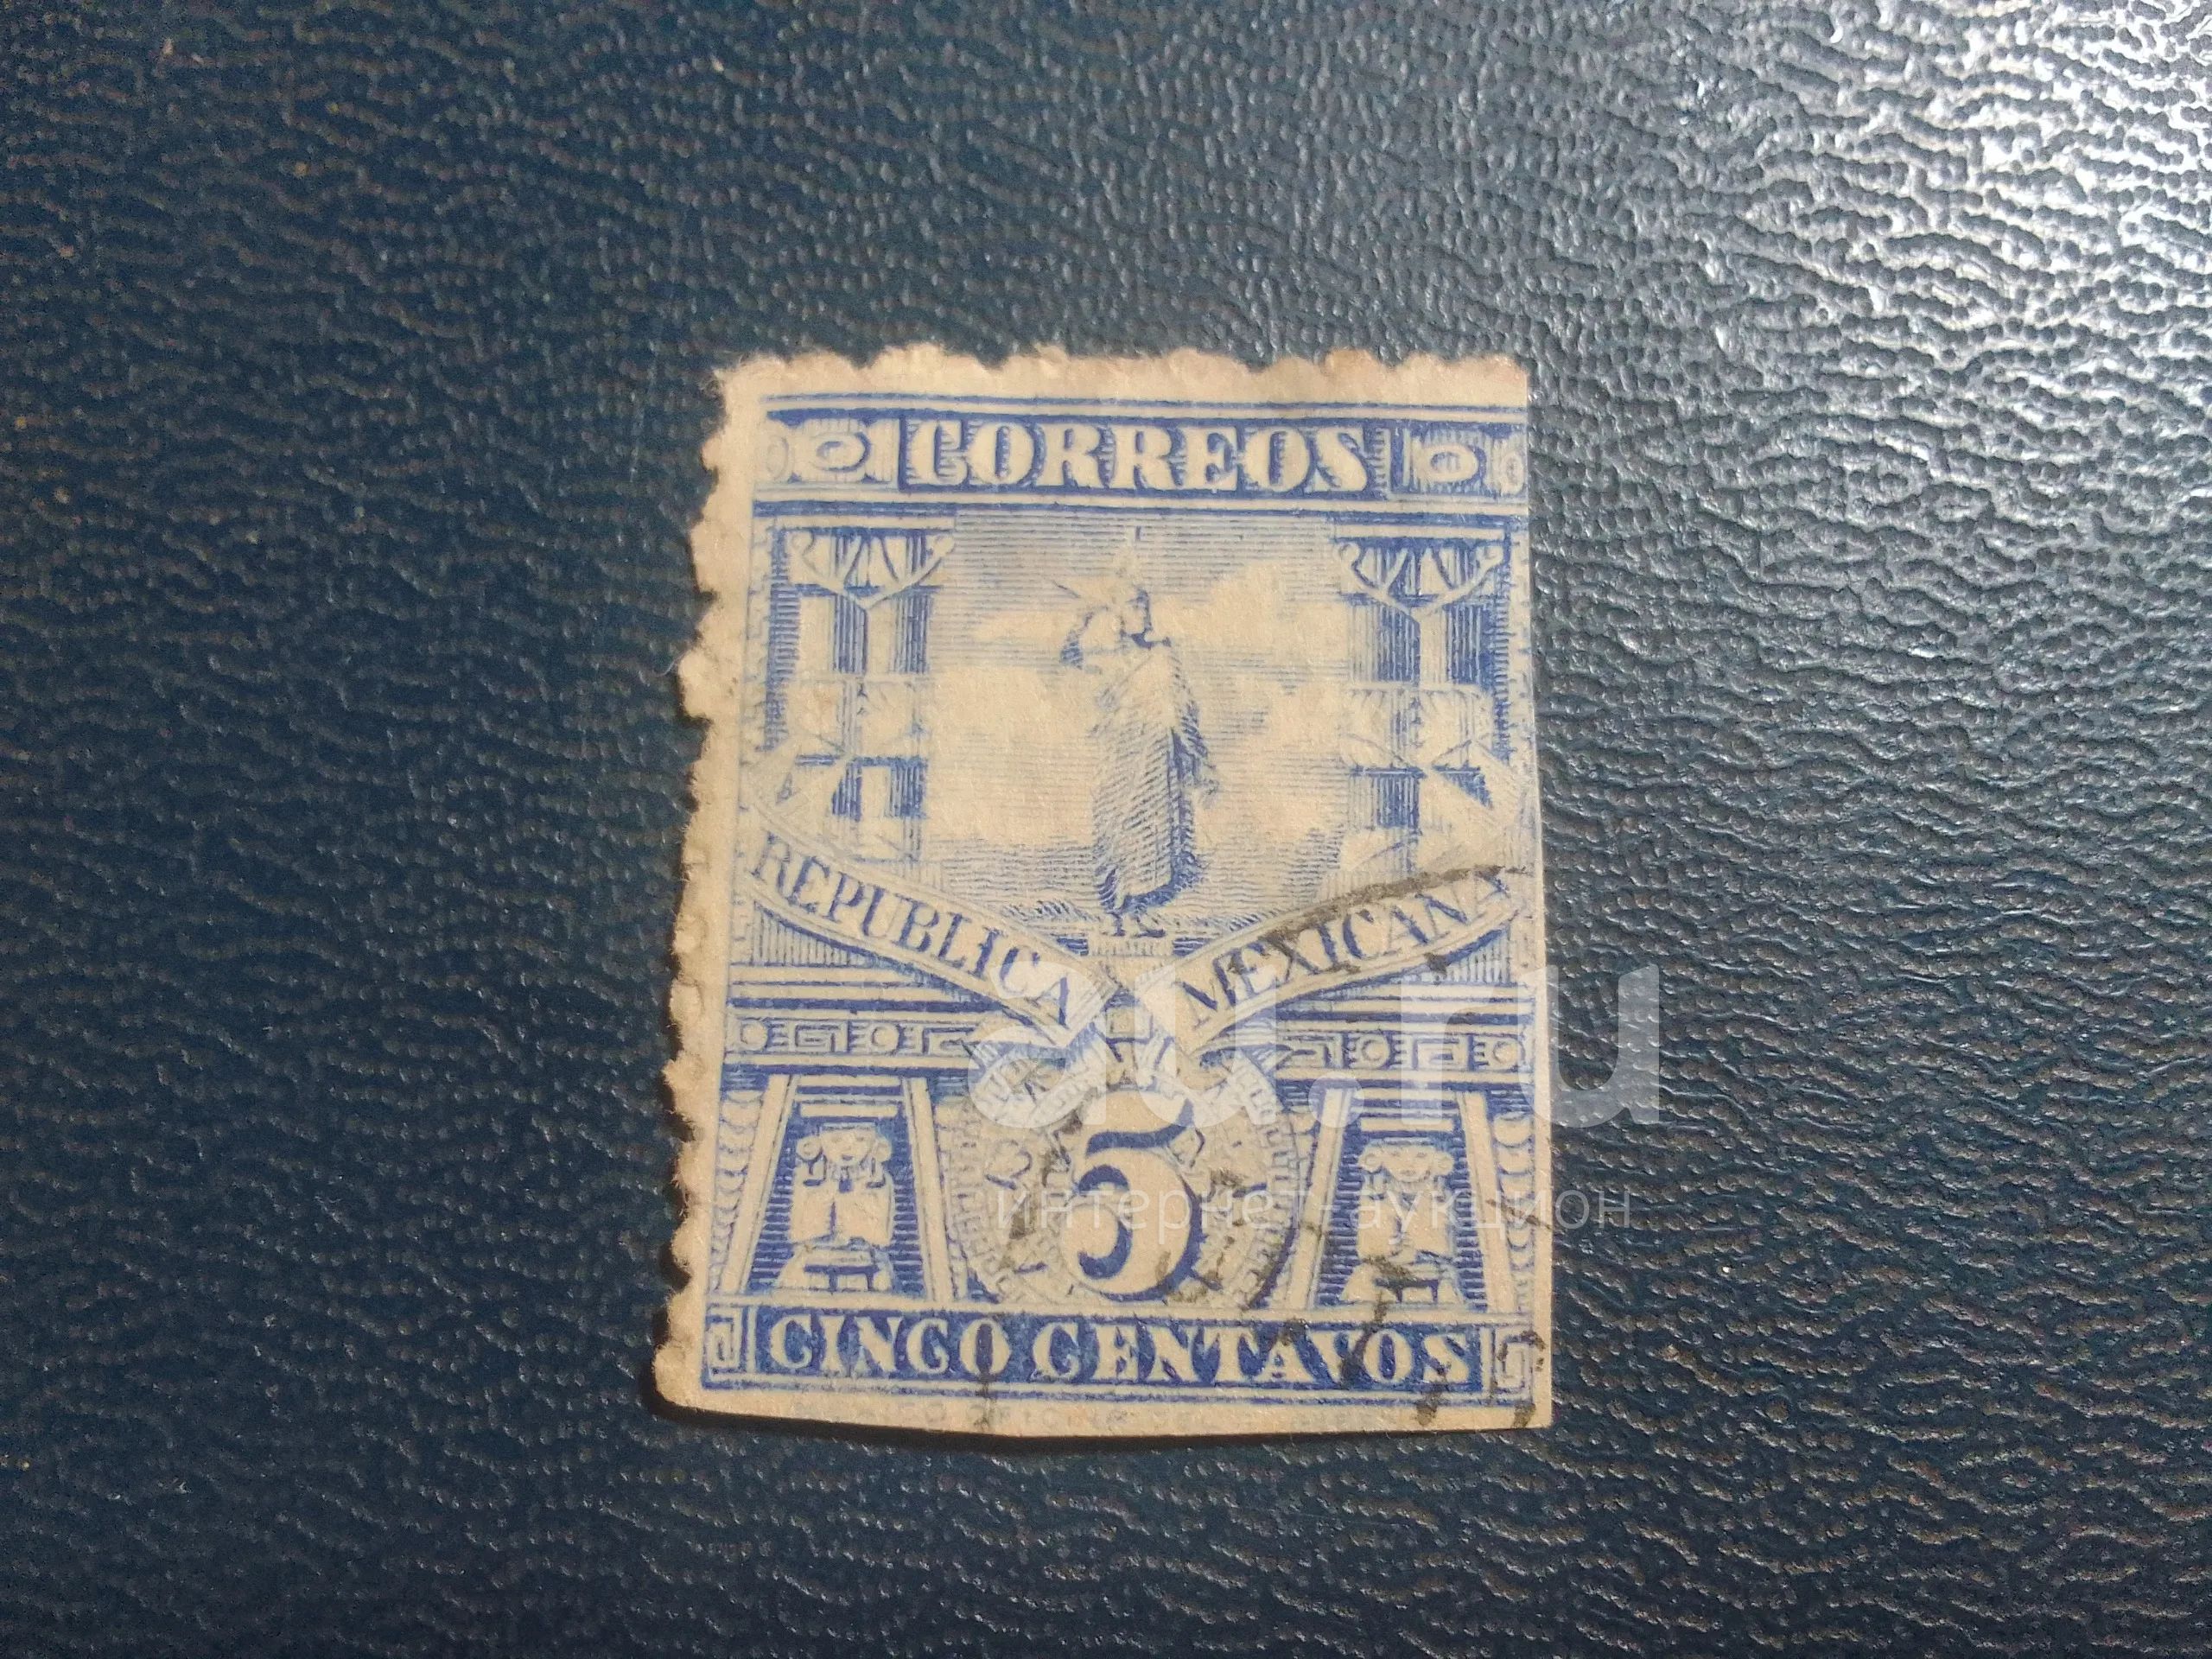 CORREOS
REPUBLICA MEXICANA
au.ru
5
интернет-аукцион
CINCO CENTAVOS